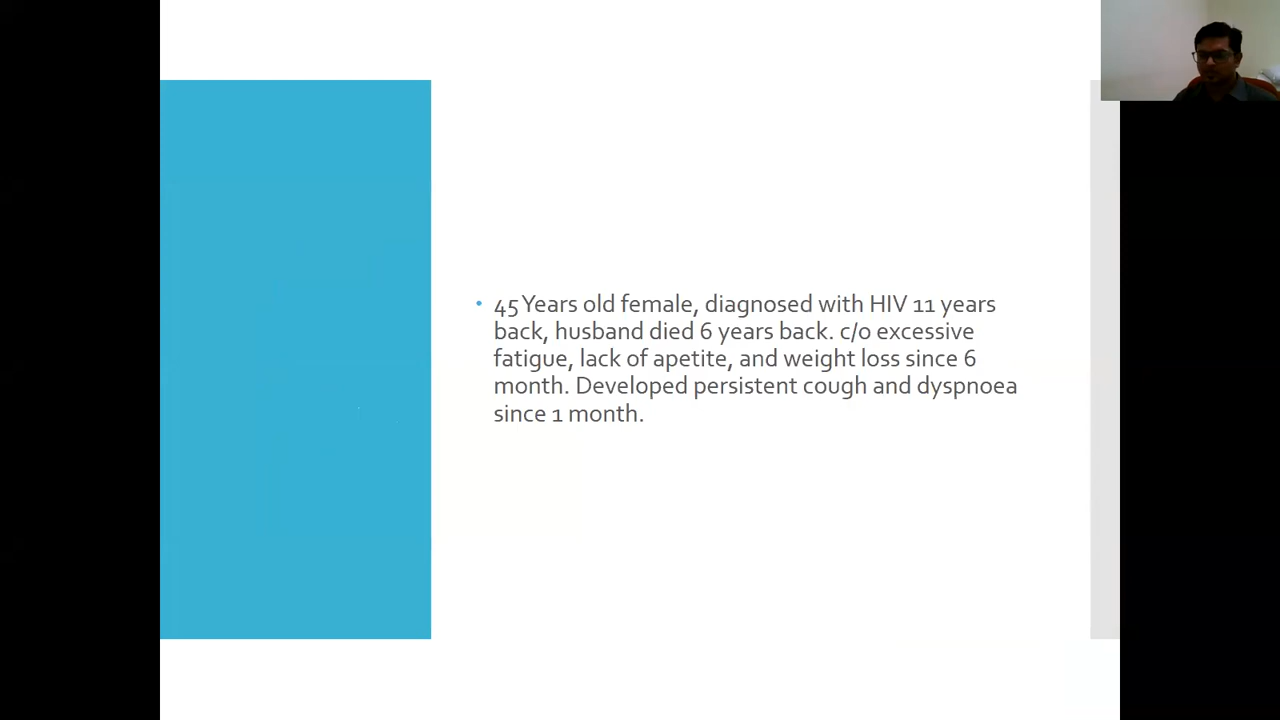 45 Years old female, diagnosed with HIV 11 years
back, husband died 6 years back. c/o excessive
fatigue, lack of apetite, and weight loss since 6
month. Developed persistent cough and dyspnoea
since 1 month.